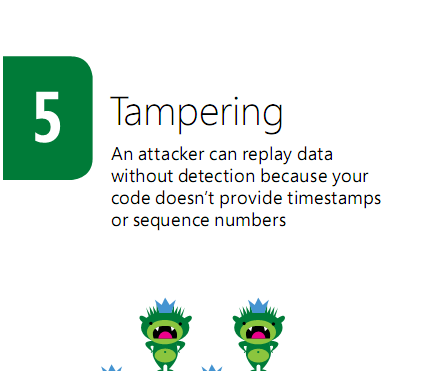 5
Tampering
An attacker can replay data
without detection because your
code doesn't provide timestamps
or sequence numbers